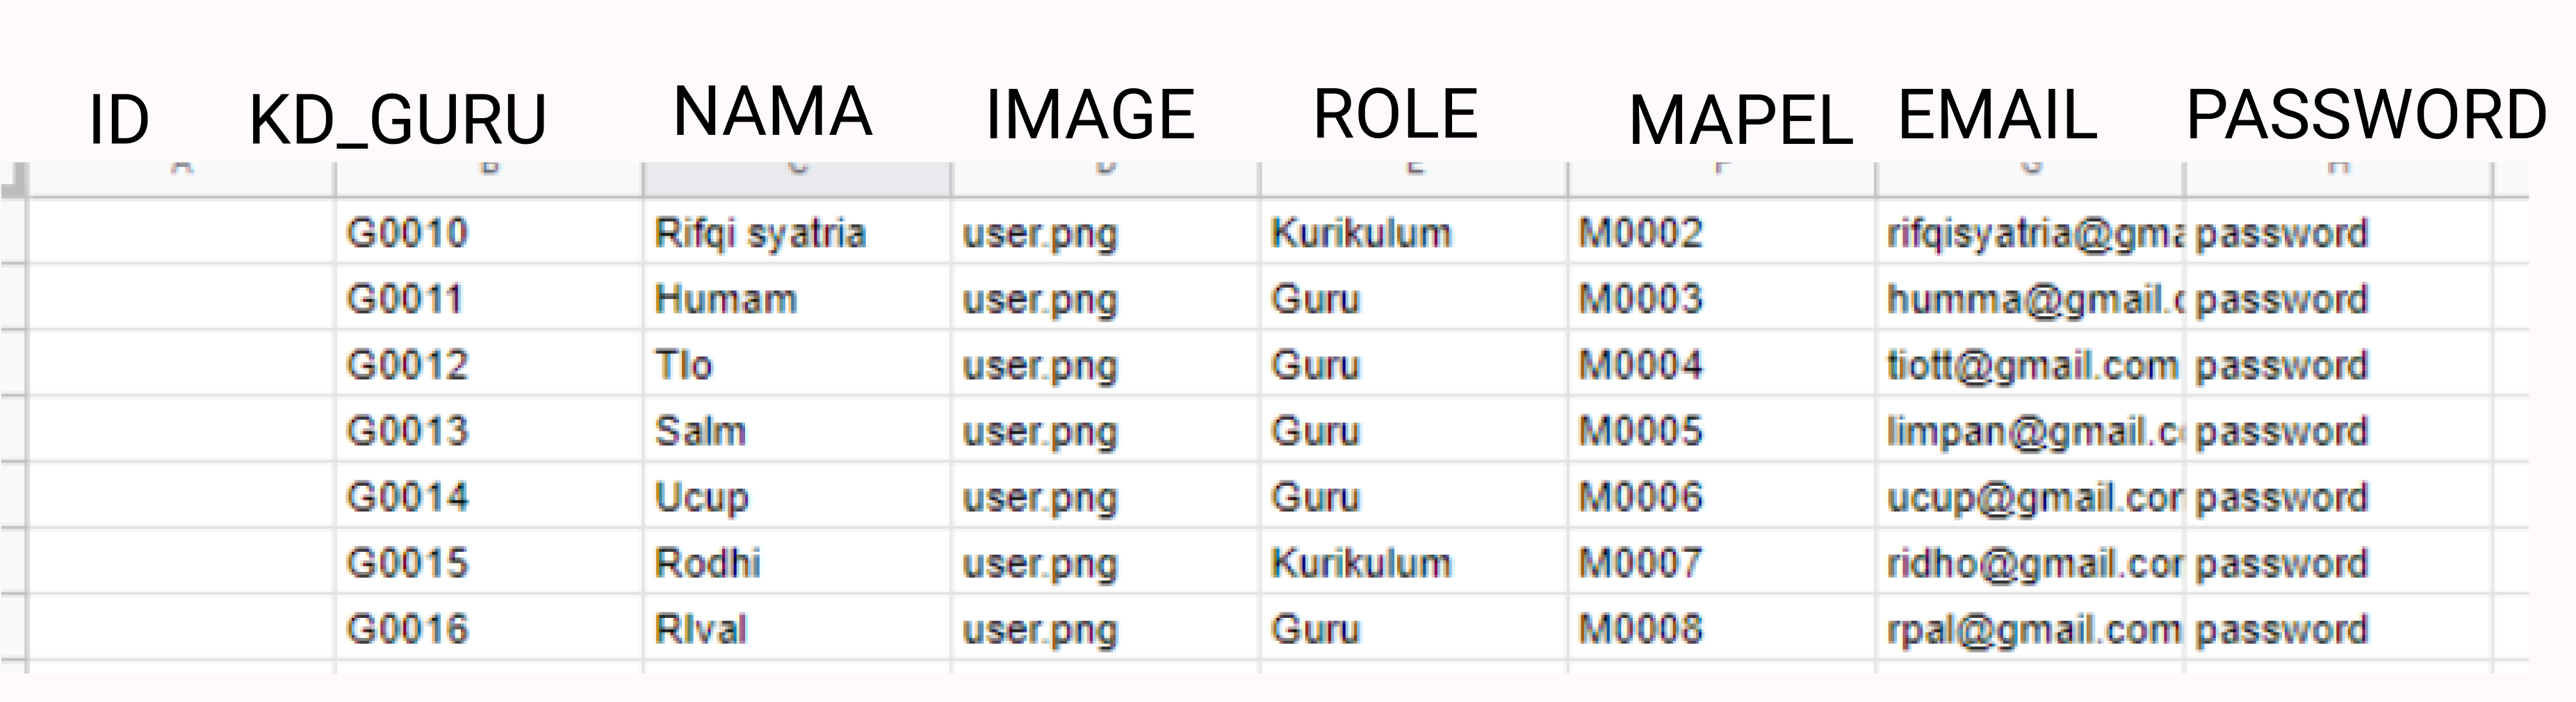 ID KD_GURU NAMA IMAGE ROLE MAPEL EMAIL PASSWORD
A B C D E F G H
G0010 Rifqi syatria user.png Kurikulum M0002 rifqisyatria@gma password
G0011 Humam user.png Guru M0003 humma@gmail.c password
G0012 TIo user.png Guru M0004 tiott@gmail.com password
G0013 Salm user.png Guru M0005 limpan@gmail.c password
G0014 Ucup user.png Guru M0006 ucup@gmail.co password
G0015 Rodhi user.png Kurikulum M0007 ridho@gmail.co password
G0016 RIval user.png Guru M0008 rpal@gmail.com password